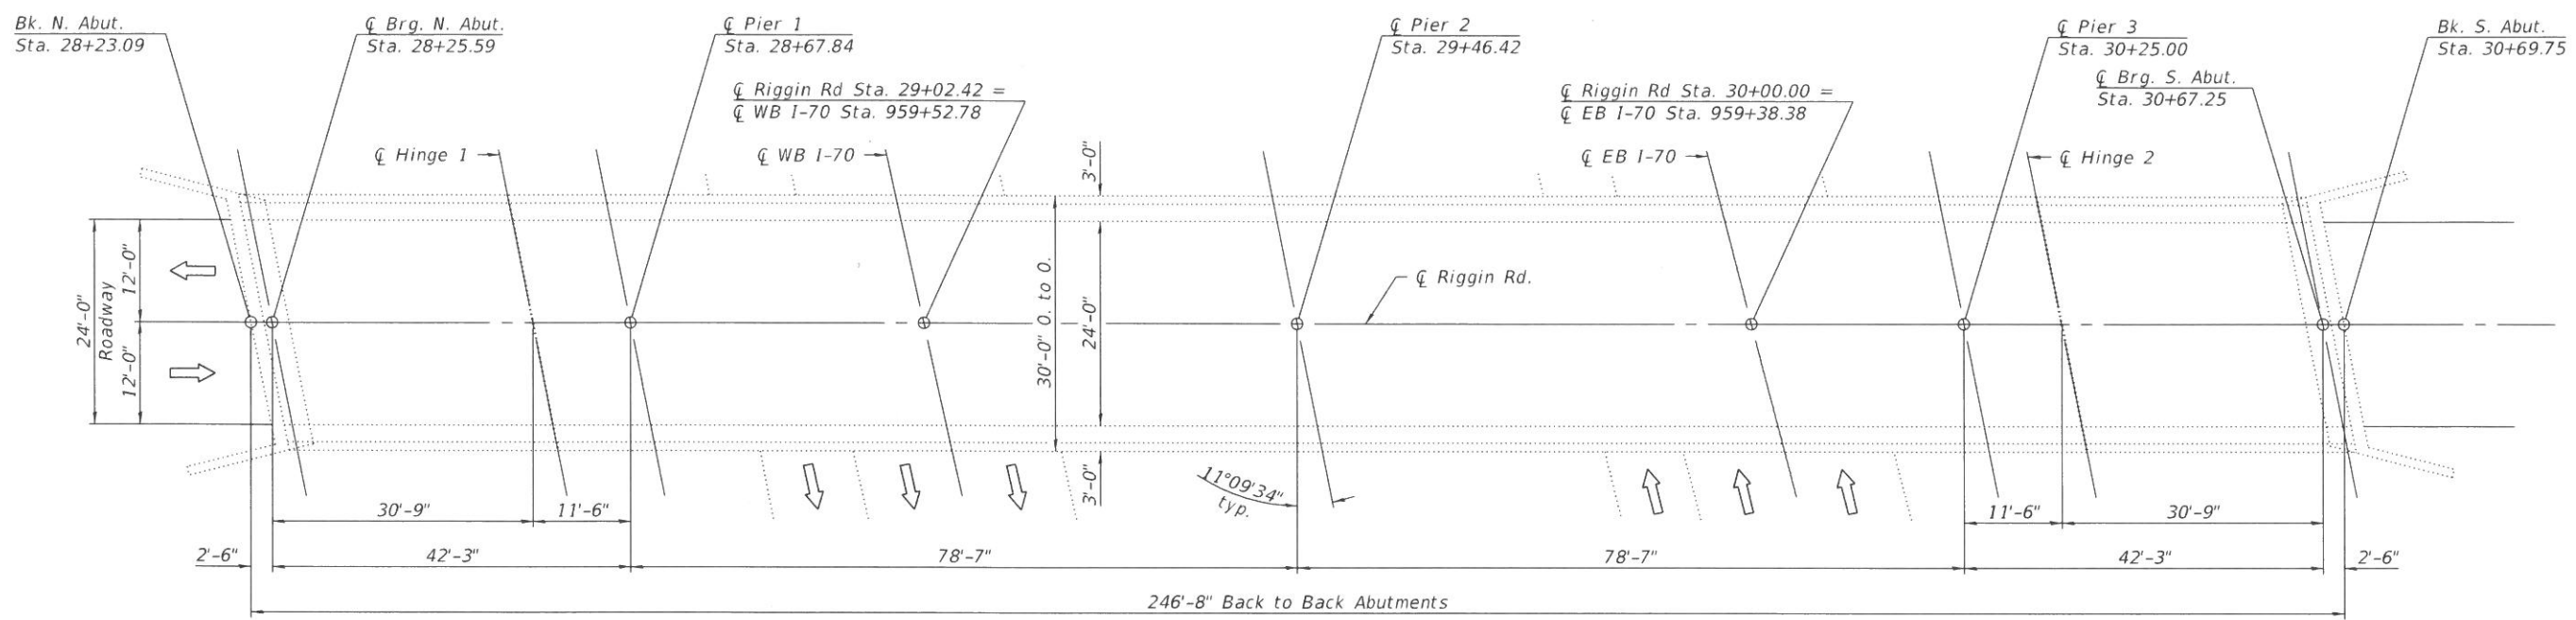 Bk. N. Abut.
Sta. 28+23.09
℄ Brg. N. Abut.
Sta. 28+25.59
℄ Pier 1
Sta. 28+67.84
℄ Riggin Rd Sta. 29+02.42 =
℄ WB I-70 Sta. 959+52.78
℄ Pier 2
Sta. 29+46.42
℄ Riggin Rd Sta. 30+00.00 =
℄ EB I-70 Sta. 959+38.38
℄ Pier 3
Sta. 30+25.00
℄ Brg. S. Abut.
Sta. 30+67.25
Bk. S. Abut.
Sta. 30+69.75
℄ Hinge 1
℄ WB I-70
3'-0"
℄ EB I-70
℄ Hinge 2
24'-0"
Roadway
12'-0"
12'-0"
30'-0" O. to O.
24'-0"
℄ Riggin Rd.
3'-0"
11°09'34"
typ.
30'-9"
11'-6"
11'-6"
30'-9"
2'-6"
42'-3"
78'-7"
78'-7"
42'-3"
2'-6"
246'-8" Back to Back Abutments